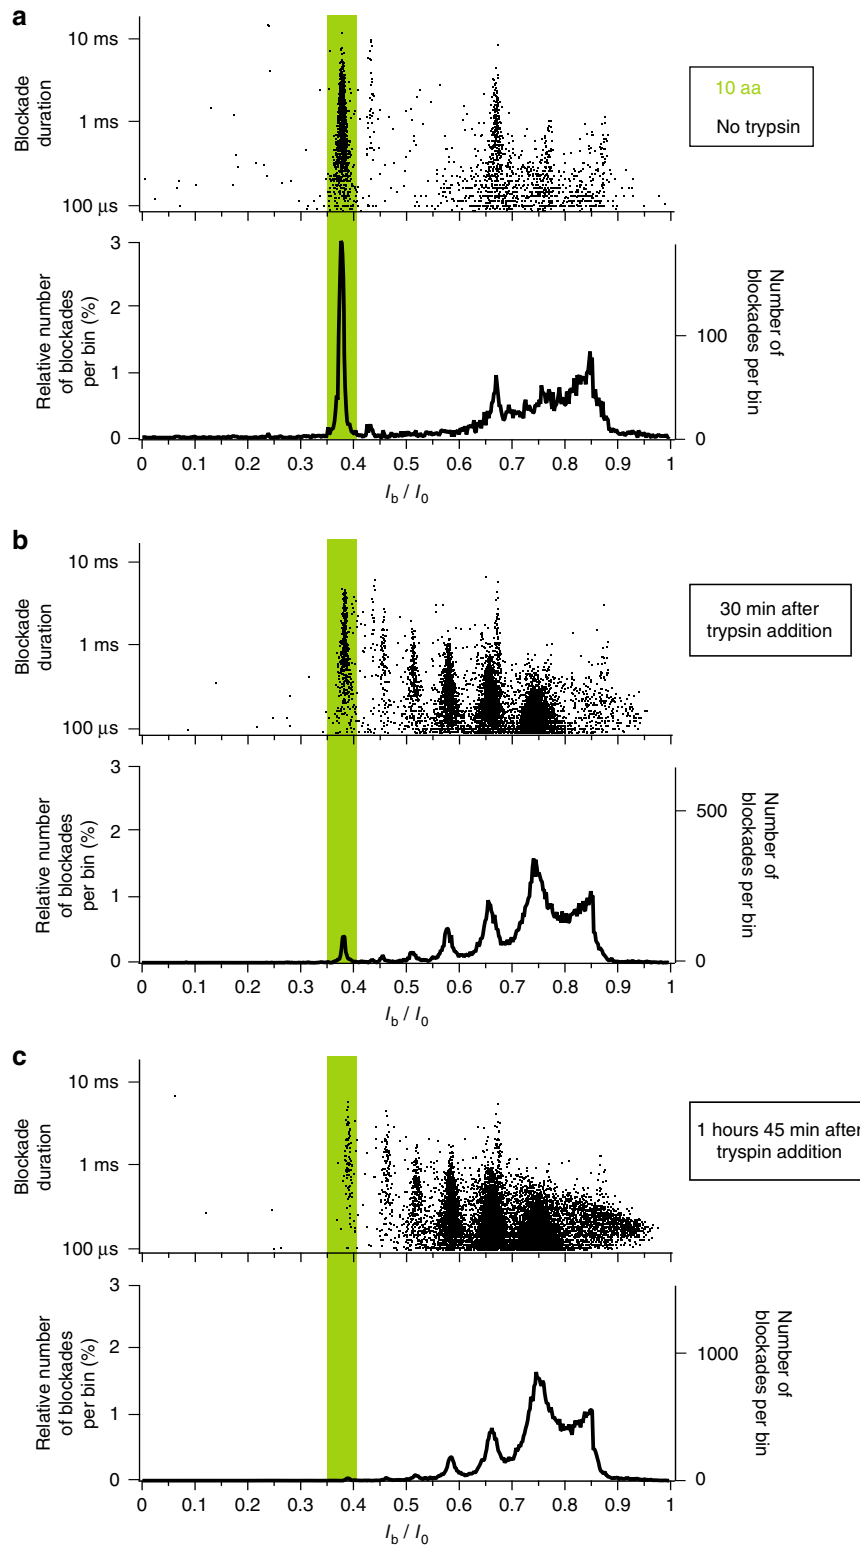 a
10 ms
1 ms
100 µs
Blockade
duration
10 aa
No trypsin
3
2
1
0
Relative number
of blockades
per bin (%)
100
0
Number of
blockades per bin
0 0.1 0.2 0.3 0.4 0.5 0.6 0.7 0.8 0.9 1
Ib / I0
b
10 ms
1 ms
100 µs
Blockade
duration
30 min after
trypsin addition
3
2
1
0
Relative number
of blockades
per bin (%)
500
0
Number of
blockades per bin
0 0.1 0.2 0.3 0.4 0.5 0.6 0.7 0.8 0.9 1
Ib / I0
c
10 ms
1 ms
100 µs
Blockade
duration
1 hours 45 min after
tryspin addition
3
2
1
0
Relative number
of blockades
per bin (%)
1000
0
Number of
blockades per bin
0 0.1 0.2 0.3 0.4 0.5 0.6 0.7 0.8 0.9 1
Ib / I0